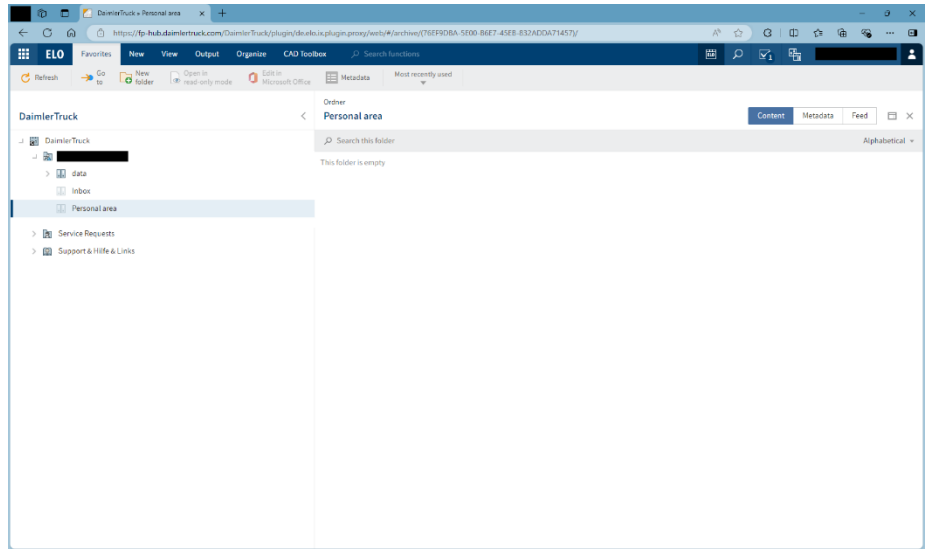 DaimlerTruck » Personal area
https://fp-hub.daimlertruck.com/DaimlerTruck/plugin/de.elo.ix.plugin.proxy/web/#/archive/(76EF9DBA-5E00-B6E7-45EB-832ADDA71457)/
ELO Favorites New View Output Organize CAD Toolbox Search functions
Refresh Go to New folder Open in read-only mode Edit in Microsoft Office Metadata Most recently used
DaimlerTruck
Ordner
Personal area
Content Metadata Feed
DaimlerTruck
data
Inbox
Personal area
Service Requests
Support & Hilfe & Links
Search this folder
Alphabetical
This folder is empty